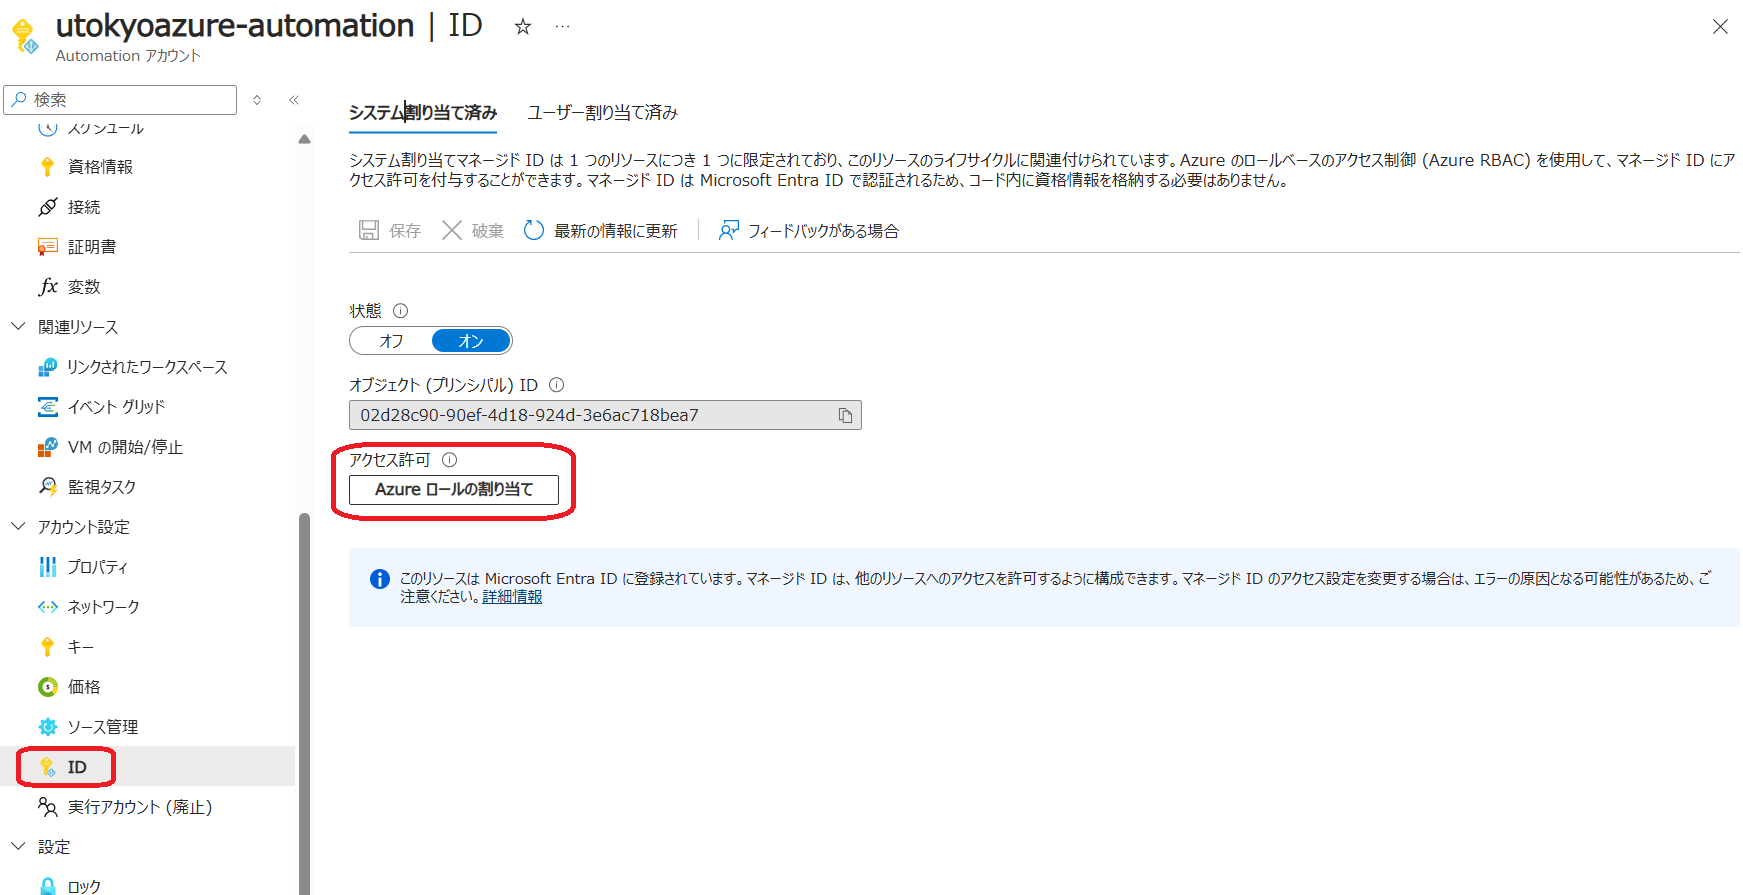 utokyoazure-automation | ID
Automation アカウント
検索
スケジュール
資格情報
接続
証明書
変数
関連リソース
リンクされたワークスペース
イベント グリッド
VM の開始/停止
監視タスク
アカウント設定
プロパティ
ネットワーク
キー
価格
ソース管理
ID
実行アカウント (廃止)
設定
ロック
システム割り当て済み
ユーザー割り当て済み
システム割り当てマネージド ID は 1 つのリソースにつき 1 つに限定されており、このリソースのライフサイクルに関連付けられています。Azure のロールベースのアクセス制御 (Azure RBAC) を使用して、マネージド ID にア
クセス許可を付与することができます。マネージド ID は Microsoft Entra ID で認証されるため、コード内に資格情報を格納する必要はありません。
保存
破棄
最新の情報に更新
フィードバックがある場合
状態
オフ
オン
オブジェクト (プリンシパル) ID
02d28c90-90ef-4d18-924d-3e6ac718bea7
アクセス許可
Azure ロールの割り当て
このリソースは Microsoft Entra ID に登録されています。マネージド ID は、他のリソースへのアクセスを許可するように構成できます。マネージド ID のアクセス設定を変更する場合は、エラーの原因となる可能性があるため、ご
注意ください。詳細情報